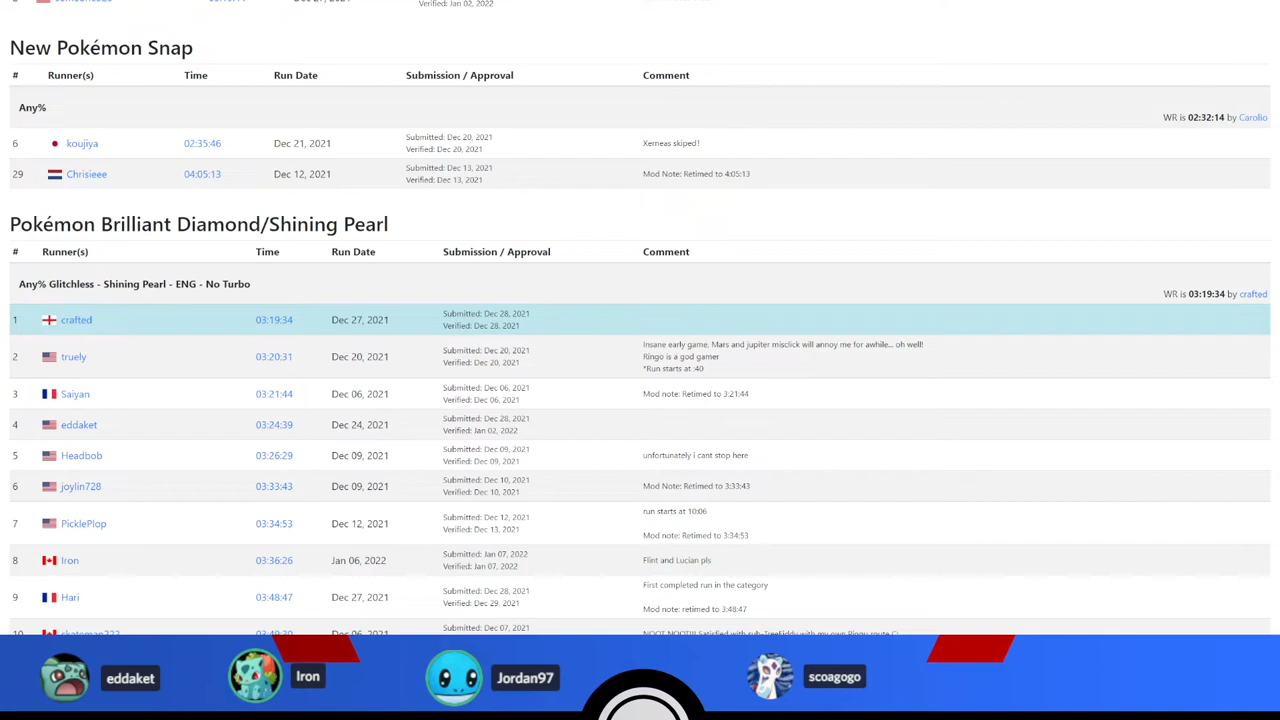 Verified: Jan 02, 2022
New Pokémon Snap
# Runner(s) Time Run Date Submission / Approval Comment
Any%
WR is 02:32:14 by Carolio
6 koujiya 02:35:46 Dec 21, 2021 Submitted: Dec 20, 2021 Xerneas skiped!
Verified: Dec 20, 2021
29 Chrisieee 04:05:13 Dec 12, 2021 Submitted: Dec 13, 2021 Mod Note: Retimed to 4:05:13
Verified: Dec 13, 2021
Pokémon Brilliant Diamond/Shining Pearl
# Runner(s) Time Run Date Submission / Approval Comment
Any% Glitchless - Shining Pearl - ENG - No Turbo
WR is 03:19:34 by crafted
1 crafted 03:19:34 Dec 27, 2021 Submitted: Dec 28, 2021
Verified: Dec 28, 2021
2 truely 03:20:31 Dec 20, 2021 Submitted: Dec 20, 2021 Insane early game, Mars and jupiter misclick will annoy me for awhile... oh well!
Verified: Dec 20, 2021 Ringo is a god gamer
*Run starts at :40
3 Saiyan 03:21:44 Dec 06, 2021 Submitted: Dec 06, 2021 Mod note: Retimed to 3:21:44
Verified: Dec 06, 2021
4 eddaket 03:24:39 Dec 24, 2021 Submitted: Dec 28, 2021
Verified: Jan 02, 2022
5 Headbob 03:26:29 Dec 09, 2021 Submitted: Dec 09, 2021 unfortunately i cant stop here
Verified: Dec 09, 2021
6 joylin728 03:33:43 Dec 09, 2021 Submitted: Dec 10, 2021 Mod Note: Retimed to 3:33:43
Verified: Dec 10, 2021
7 PicklePlop 03:34:53 Dec 12, 2021 Submitted: Dec 12, 2021 run starts at 10:06
Verified: Dec 13, 2021 Mod note: Retimed to 3:34:53
8 Iron 03:36:26 Jan 06, 2022 Submitted: Jan 07, 2022 Flint and Lucian pls
Verified: Jan 07, 2022
9 Hari 03:48:47 Dec 27, 2021 Submitted: Dec 28, 2021 First completed run in the category
Verified: Dec 29, 2021 Mod note: retimed to 3:48:47
Submitted: Dec 07, 2021
eddaket Iron Jordan97 scoagogo